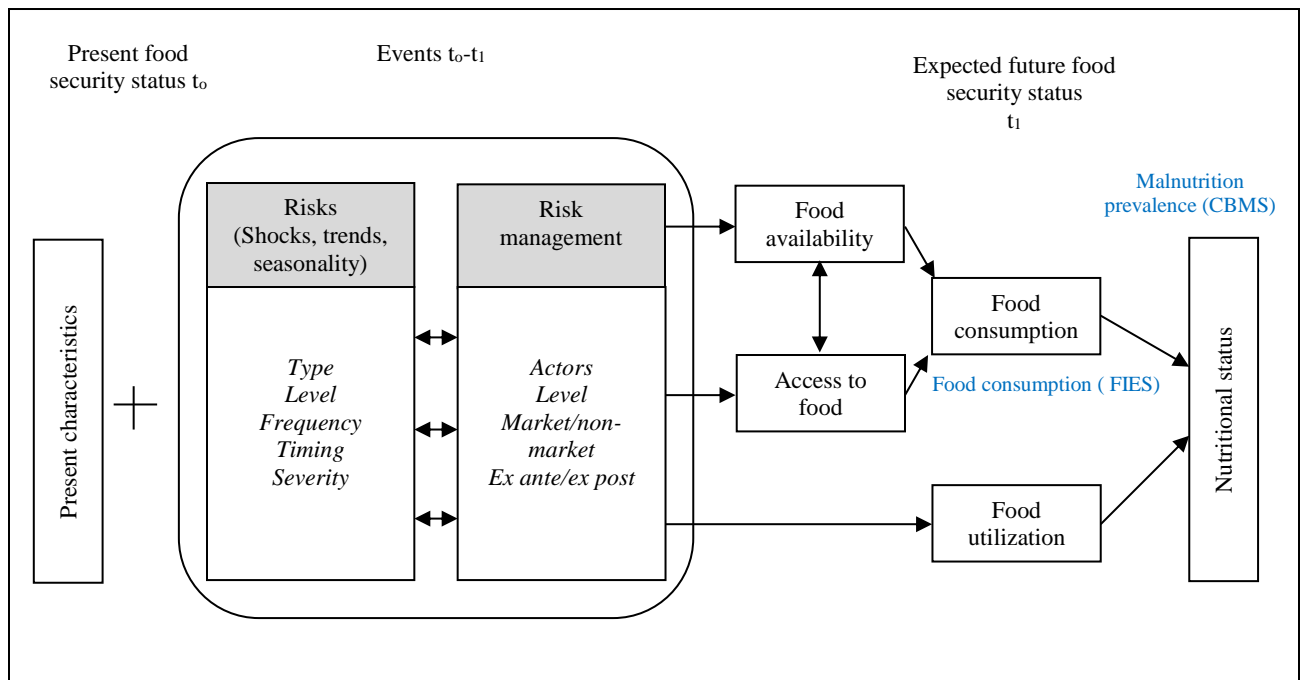 Present food
security status to
Events to-t1
Expected future food
security status
t1
Malnutrition
prevalence (CBMS)
Present characteristics
Risks
(Shocks, trends,
seasonality)
Type
Level
Frequency
Timing
Severity
Risk
management
Actors
Level
Market/non-
market
Ex ante/ex post
Food
availability
Access to
food
Food
consumption
Food consumption ( FIES)
Food
utilization
Nutritional status